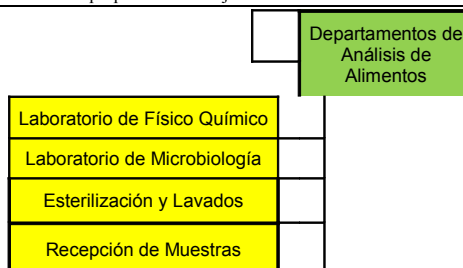 Departamentos de
Análisis de
Alimentos
Laboratorio de Físico Químico
Laboratorio de Microbiología
Esterilización y Lavados
Recepción de Muestras